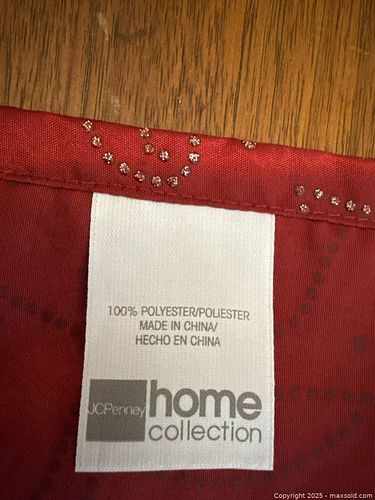 100% POLYESTER/POLIESTER
MADE IN CHINA/
HECHO EN CHINA
JCPenney home
collection
Copyright © 2025 - maxsold.com